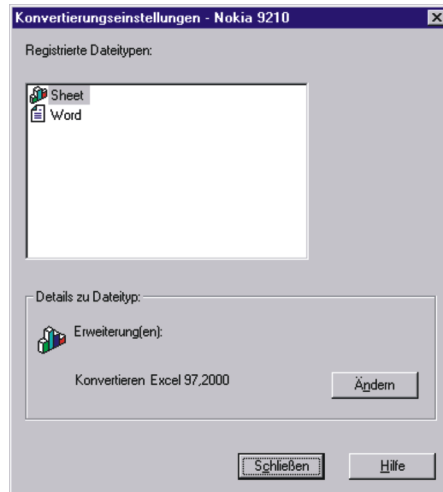 Konvertierungseinstellungen - Nokia 9210
Registrierte Dateitypen:
Sheet
Word
Details zu Dateityp:
Erweiterung(en):
Konvertieren Excel 97,2000
Ändern
Schließen
Hilfe